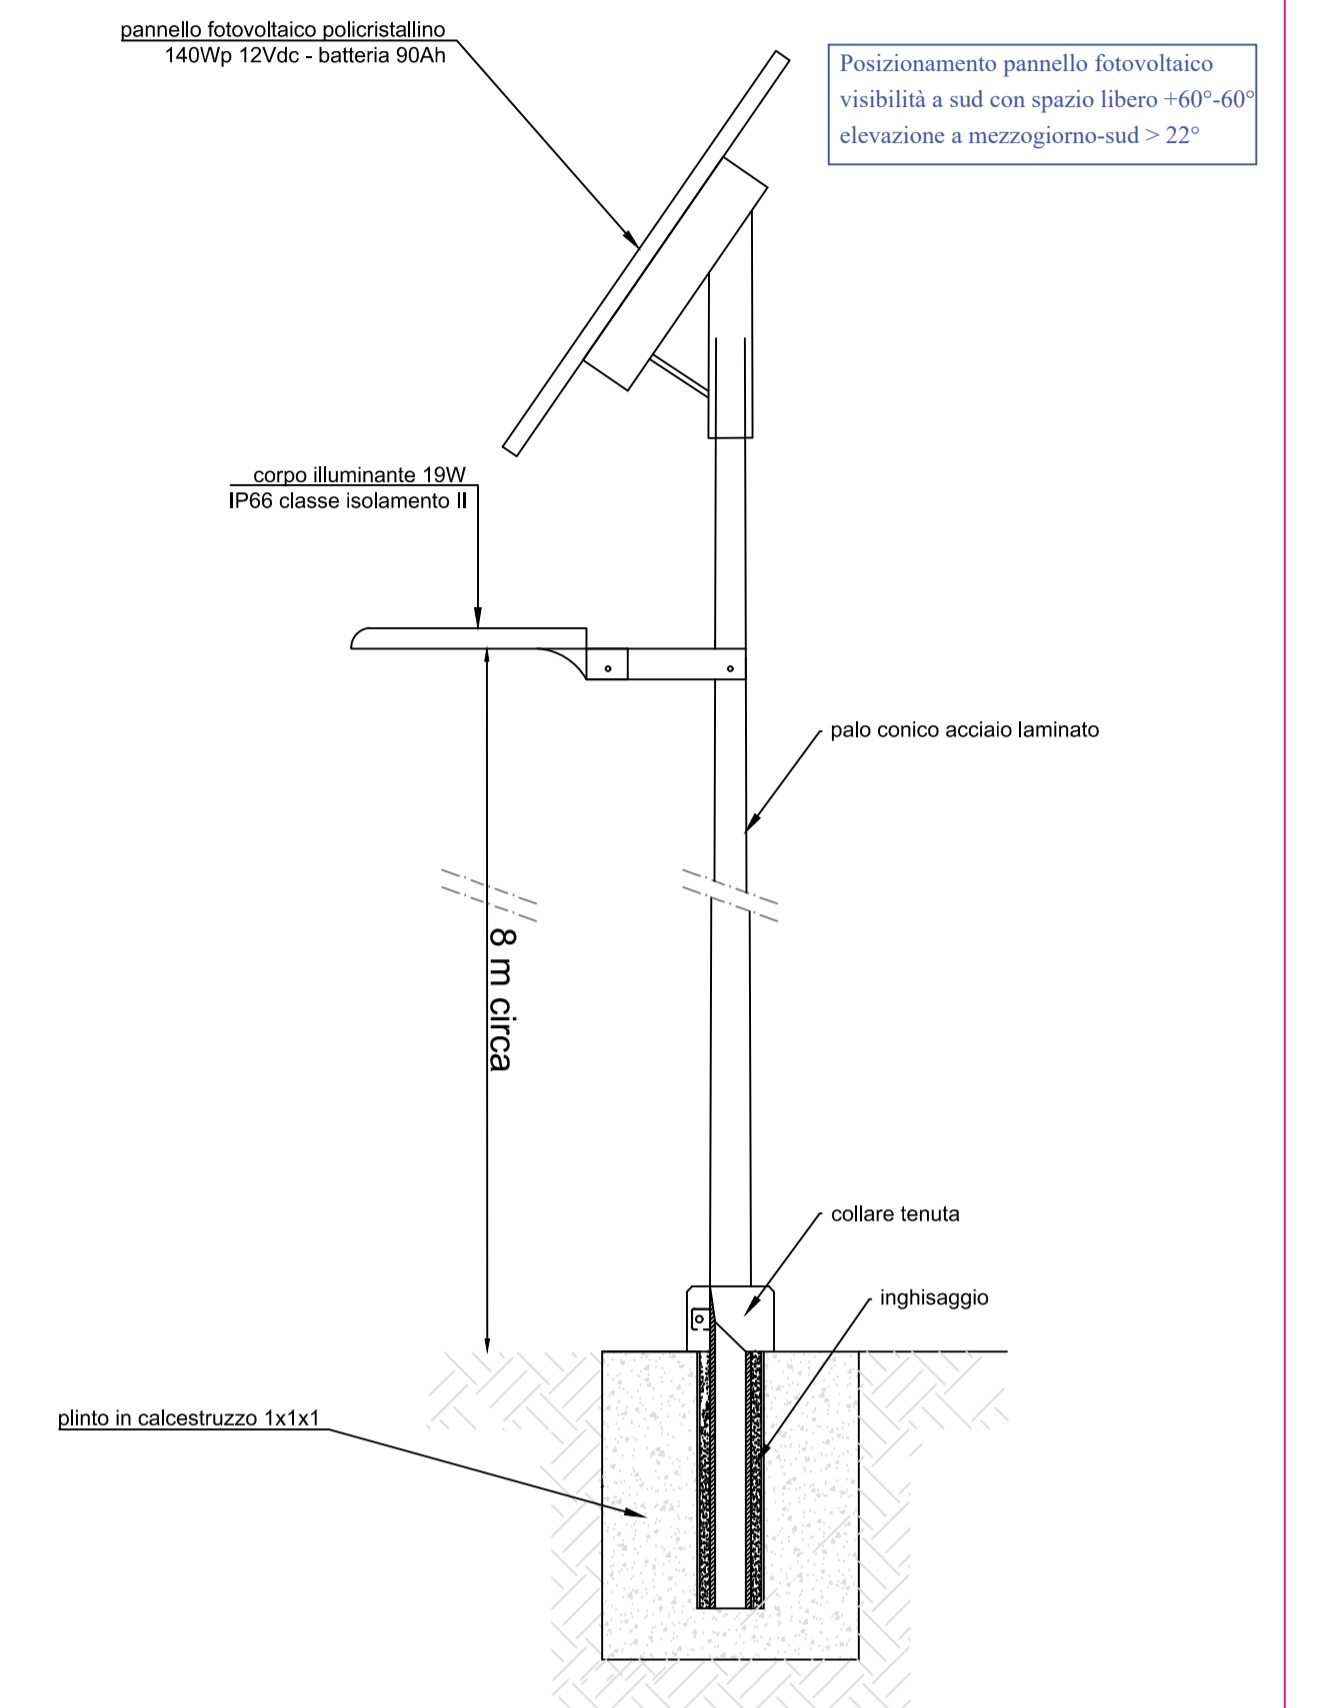 pannello fotovoltaico policristallino
140Wp 12Vdc - batteria 90Ah
Posizionamento pannello fotovoltaico
visibilità a sud con spazio libero +60°-60°
elevazione a mezzogiorno-sud > 22°
corpo illuminante 19W
IP66 classe isolamento II
palo conico acciaio laminato
8 m circa
collare tenuta
inghisaggio
plinto in calcestruzzo 1x1x1